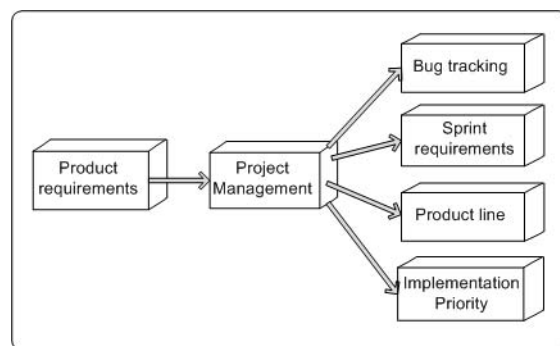 Product
requirements
Project
Management
Bug tracking
Sprint
requirements
Product line
Implementation
Priority